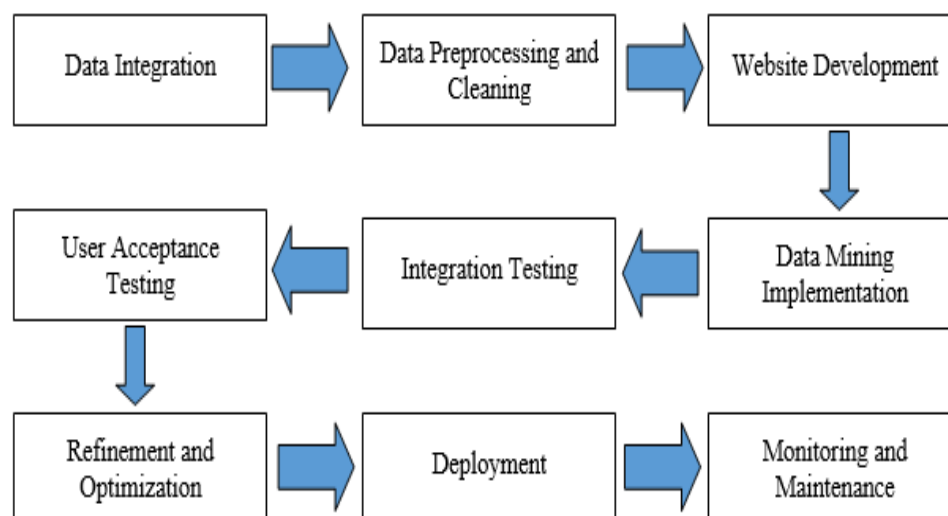 Data Integration
Data Preprocessing and
Cleaning
Website Development
Data Mining
Implementation
Integration Testing
User Acceptance
Testing
Refinement and
Optimization
Deployment
Monitoring and
Maintenance